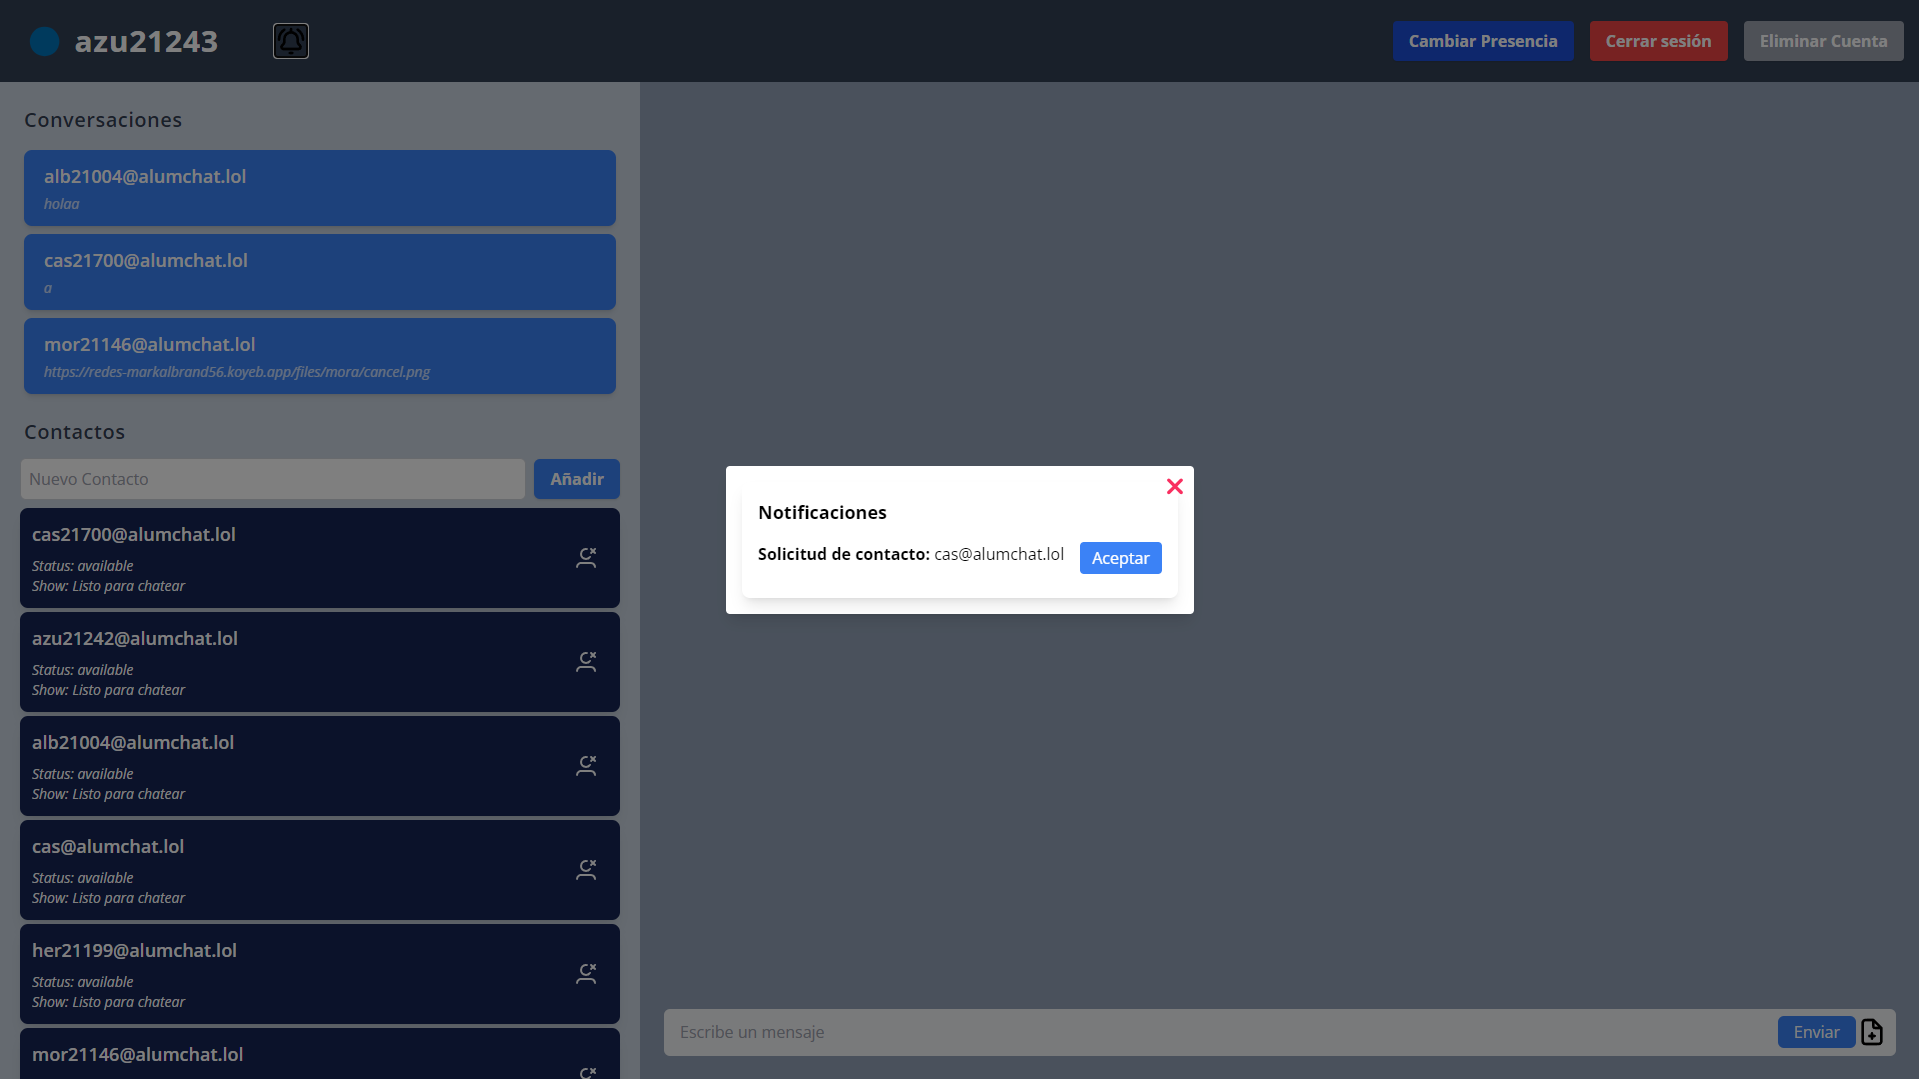 azu21243
Cambiar Presencia
Cerrar sesión
Eliminar Cuenta
Conversaciones
alb21004@alumchat.lol
holaa
cas21700@alumchat.lol
a
mor21146@alumchat.lol
https://redes-markalbrand56.koyeb.app/files/mora/cancel.png
Contactos
Nuevo Contacto
Añadir
cas21700@alumchat.lol
Status: available
Show: Listo para chatear
azu21242@alumchat.lol
Status: available
Show: Listo para chatear
alb21004@alumchat.lol
Status: available
Show: Listo para chatear
cas@alumchat.lol
Status: available
Show: Listo para chatear
her21199@alumchat.lol
Status: available
Show: Listo para chatear
mor21146@alumchat.lol
Notificaciones
Solicitud de contacto: cas@alumchat.lol
Aceptar
Escribe un mensaje
Enviar